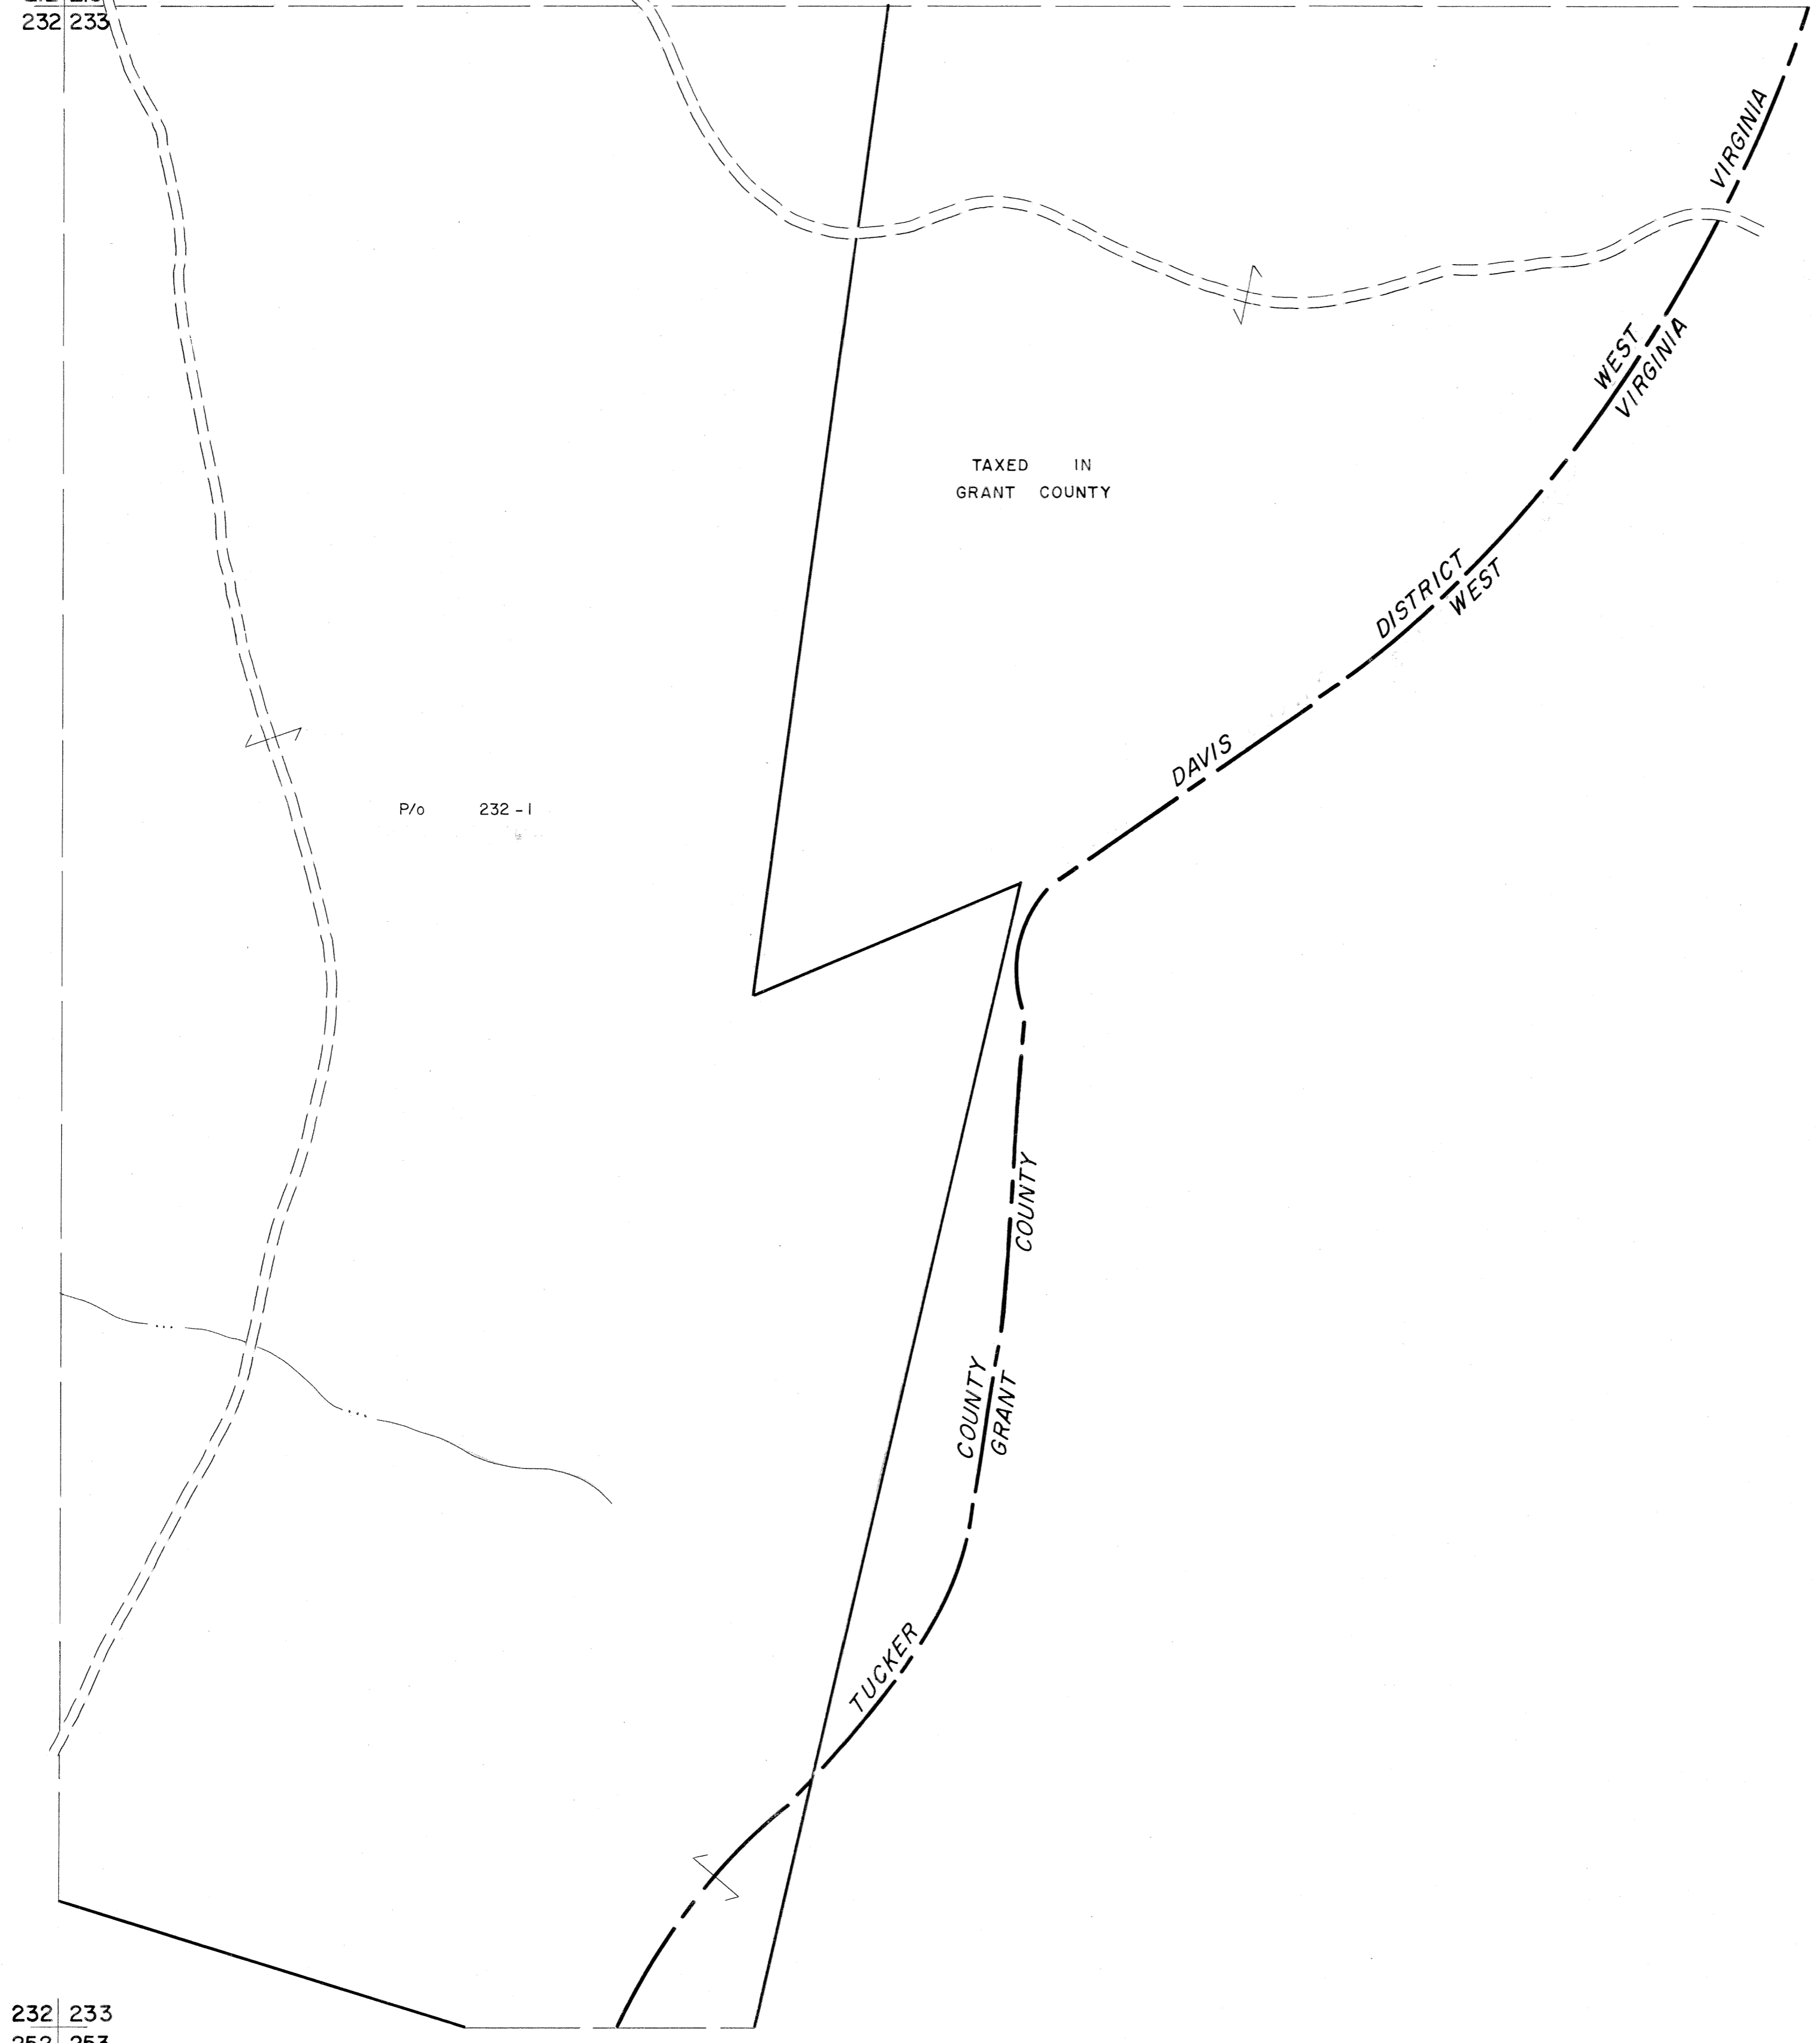 232 233
VIRGINIA
WEST
VIRGINIA
TAXED IN
GRANT COUNTY
DISTRICT
WEST
DAVIS
P/o 232-1
COUNTY
COUNTY
GRANT
TUCKER
232 233
252 253